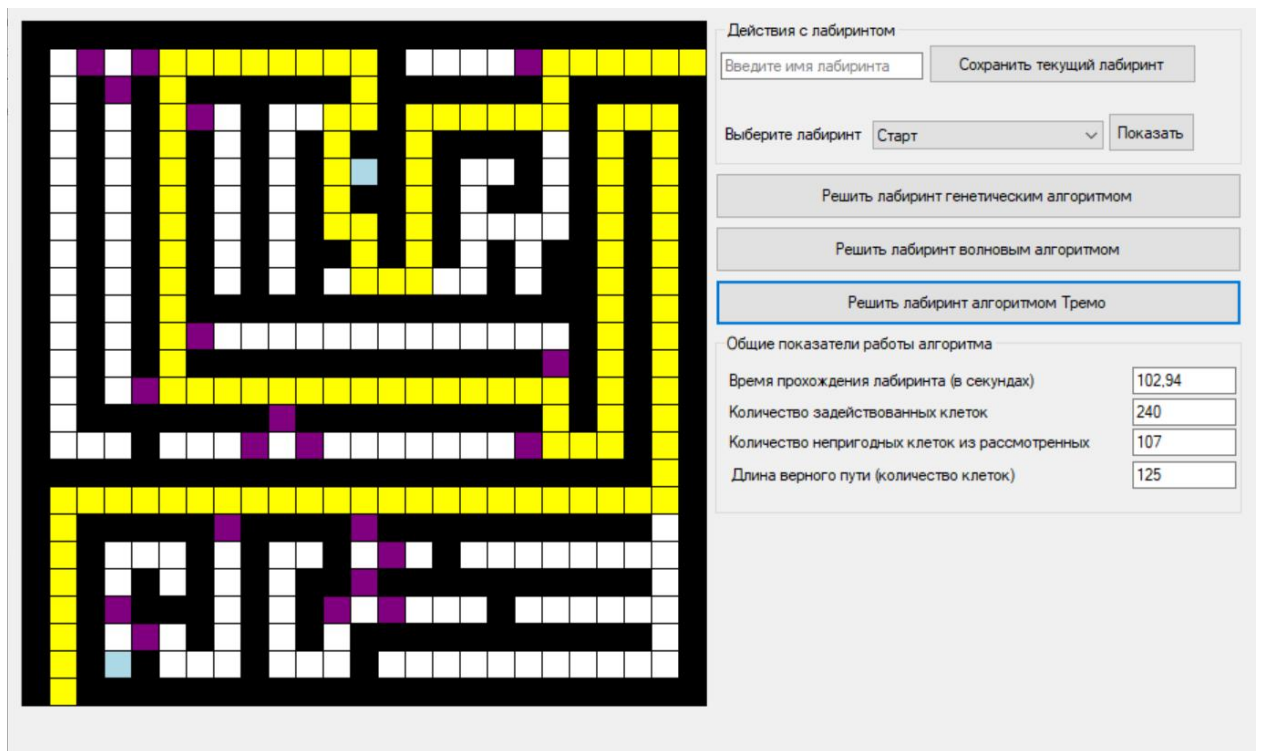 Действия с лабиринтом
Введите имя лабиринта
Сохранить текущий лабиринт
Выберите лабиринт
Старт
Показать
Решить лабиринт генетическим алгоритмом
Решить лабиринт волновым алгоритмом
Решить лабиринт алгоритмом Тремо
Общие показатели работы алгоритма
Время прохождения лабиринта (в секундах) 102,94
Количество задействованных клеток 240
Количество непригодных клеток из рассмотренных 107
Длина верного пути (количество клеток) 125